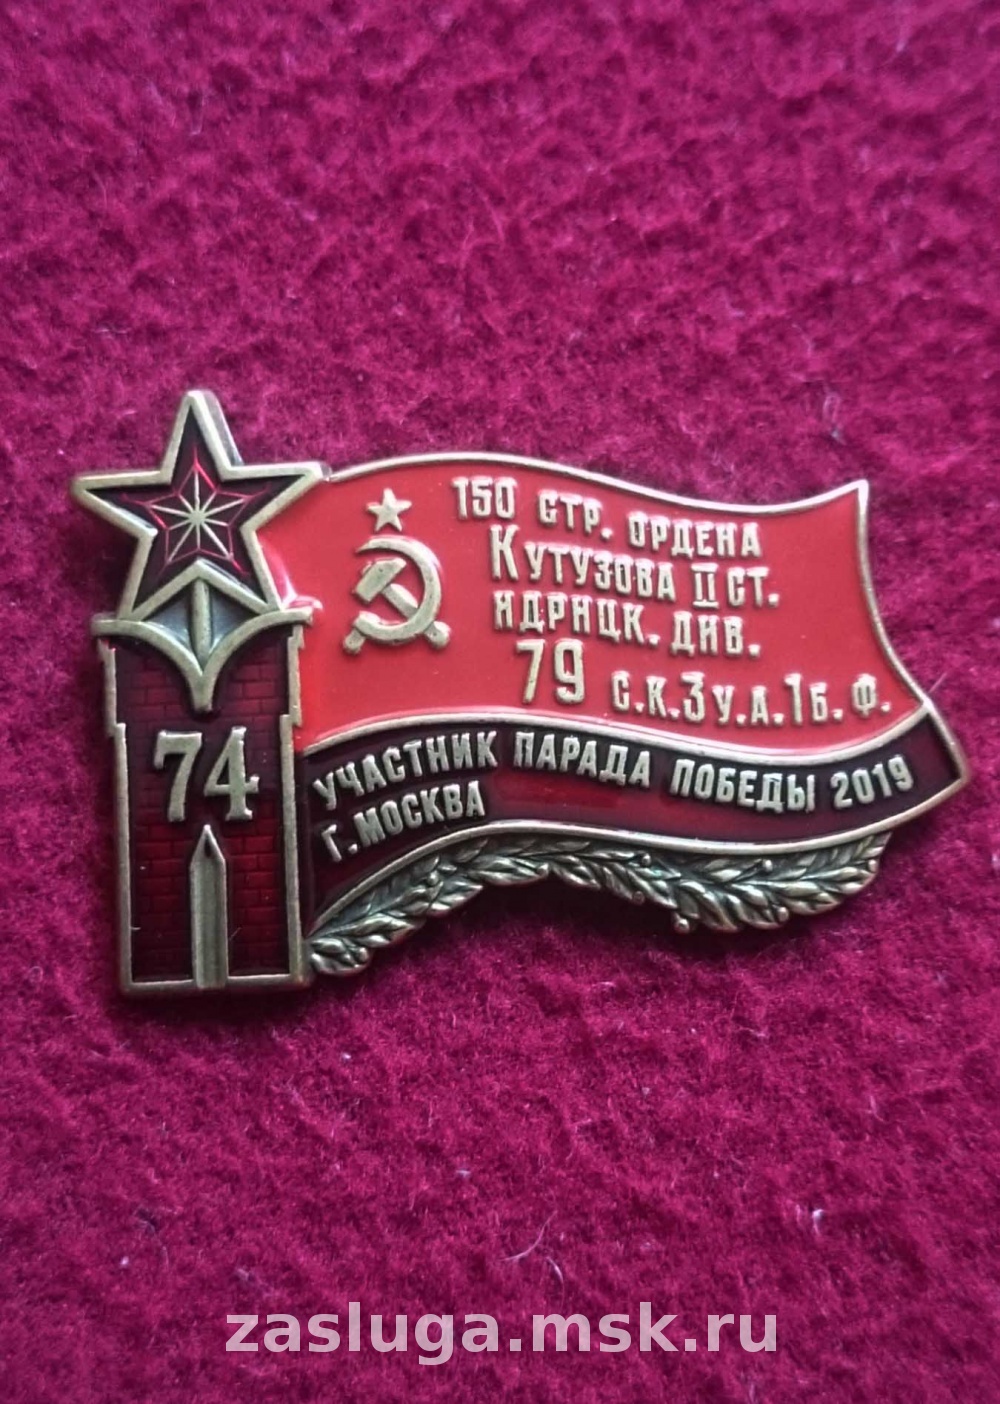 150 СТР. ОРДЕНА
КУТУЗОВА II СТ.
ИДРИЦК. ДИВ.
79 С.К. 3 У.А. 1 Б. Ф.
74
УЧАСТНИК ПАРАДА ПОБЕДЫ 2019
Г. МОСКВА
zasluga.msk.ru